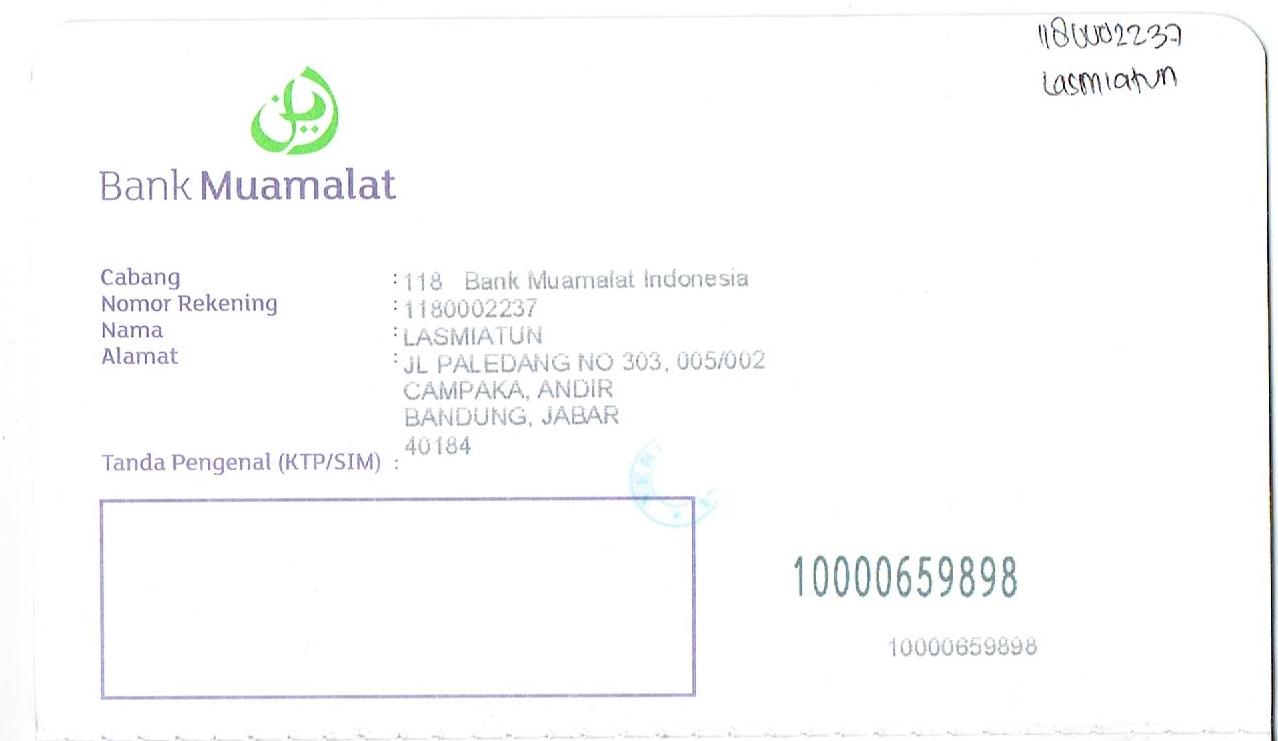 1180002237
Lasmiatun
Bank Muamalat
Cabang : 118 Bank Muamalat Indonesia
Nomor Rekening : 1180002237
Nama : LASMIATUN
Alamat : JL PALEDANG NO 303, 005/002
CAMPAKA, ANDIR
BANDUNG, JABAR
40184
Tanda Pengenal (KTP/SIM) :
10000659898
10000659898